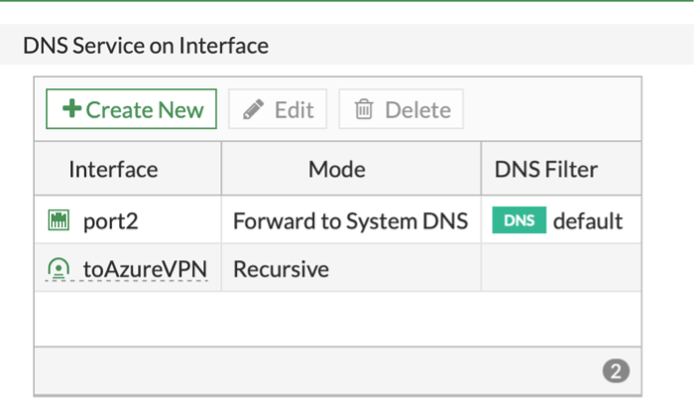 DNS Service on Interface
+ Create New Edit Delete
Interface Mode DNS Filter
port2 Forward to System DNS DNS default
toAzureVPN Recursive
2